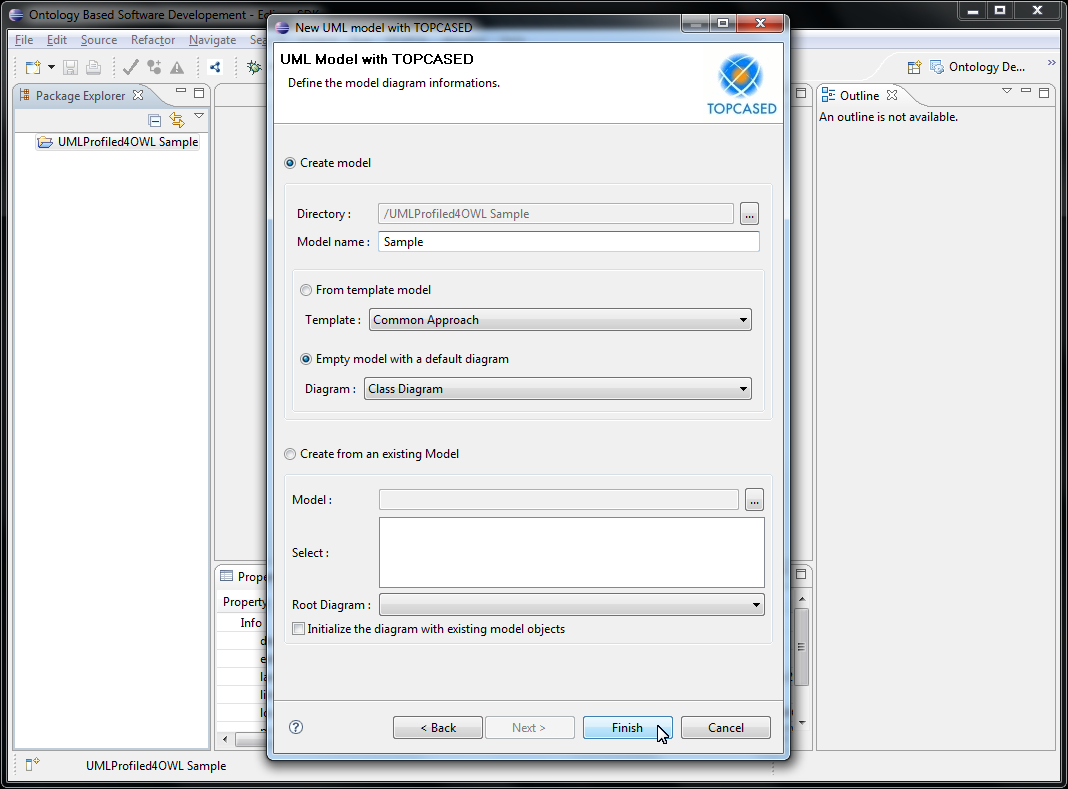 Ontology Based Software Developement - 
New UML model with TOPCASED
File Edit Source Refactor Navigate
Ontology De...
Package Explorer
UMLProfiled4OWL Sample
UML Model with TOPCASED
Define the model diagram informations.
TOPCASED
Create model
Directory :
/UMLProfiled4OWL Sample
...
Model name :
Sample
From template model
Template :
Common Approach
Empty model with a default diagram
Diagram :
Class Diagram
Create from an existing Model
Model :
...
Select :
Root Diagram :
Initialize the diagram with existing model objects
? < Back Next > Finish Cancel
Outline
An outline is not available.
Prope
Property
Info
UMLProfiled4OWL Sample